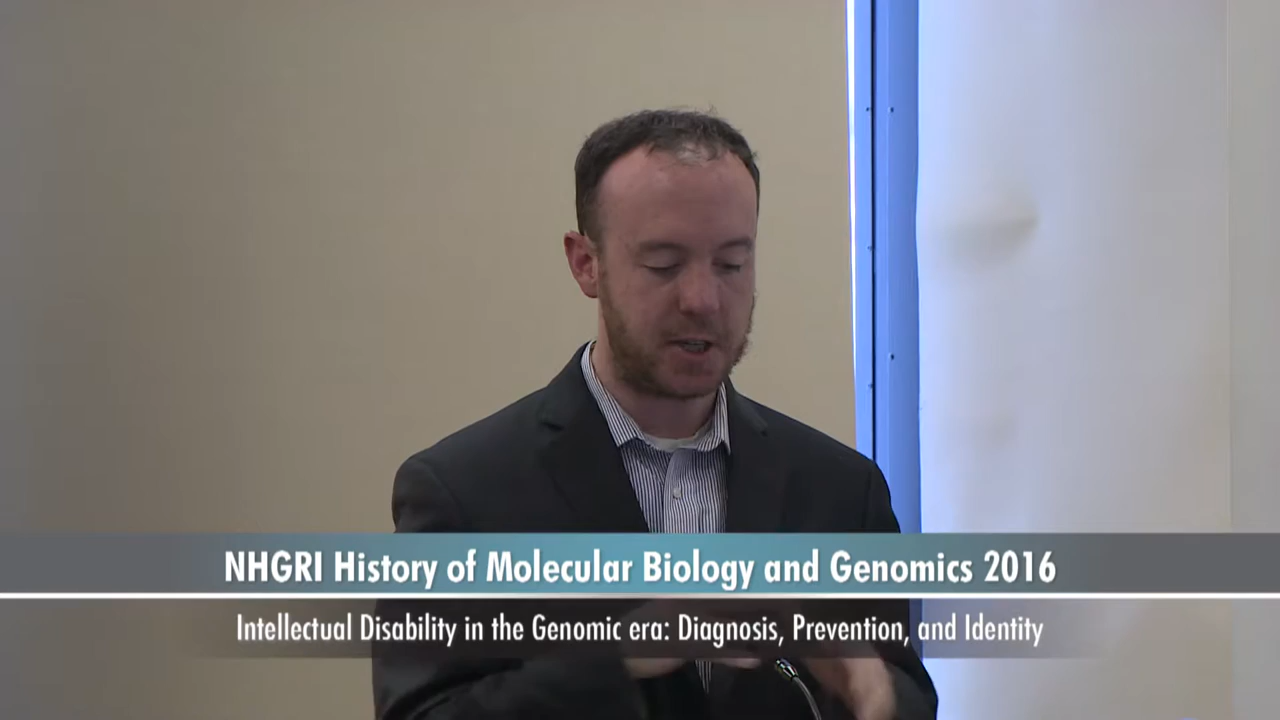 NHGRI History of Molecular Biology and Genomics 2016
Intellectual Disability in the Genomic era: Diagnosis, Prevention, and Identity